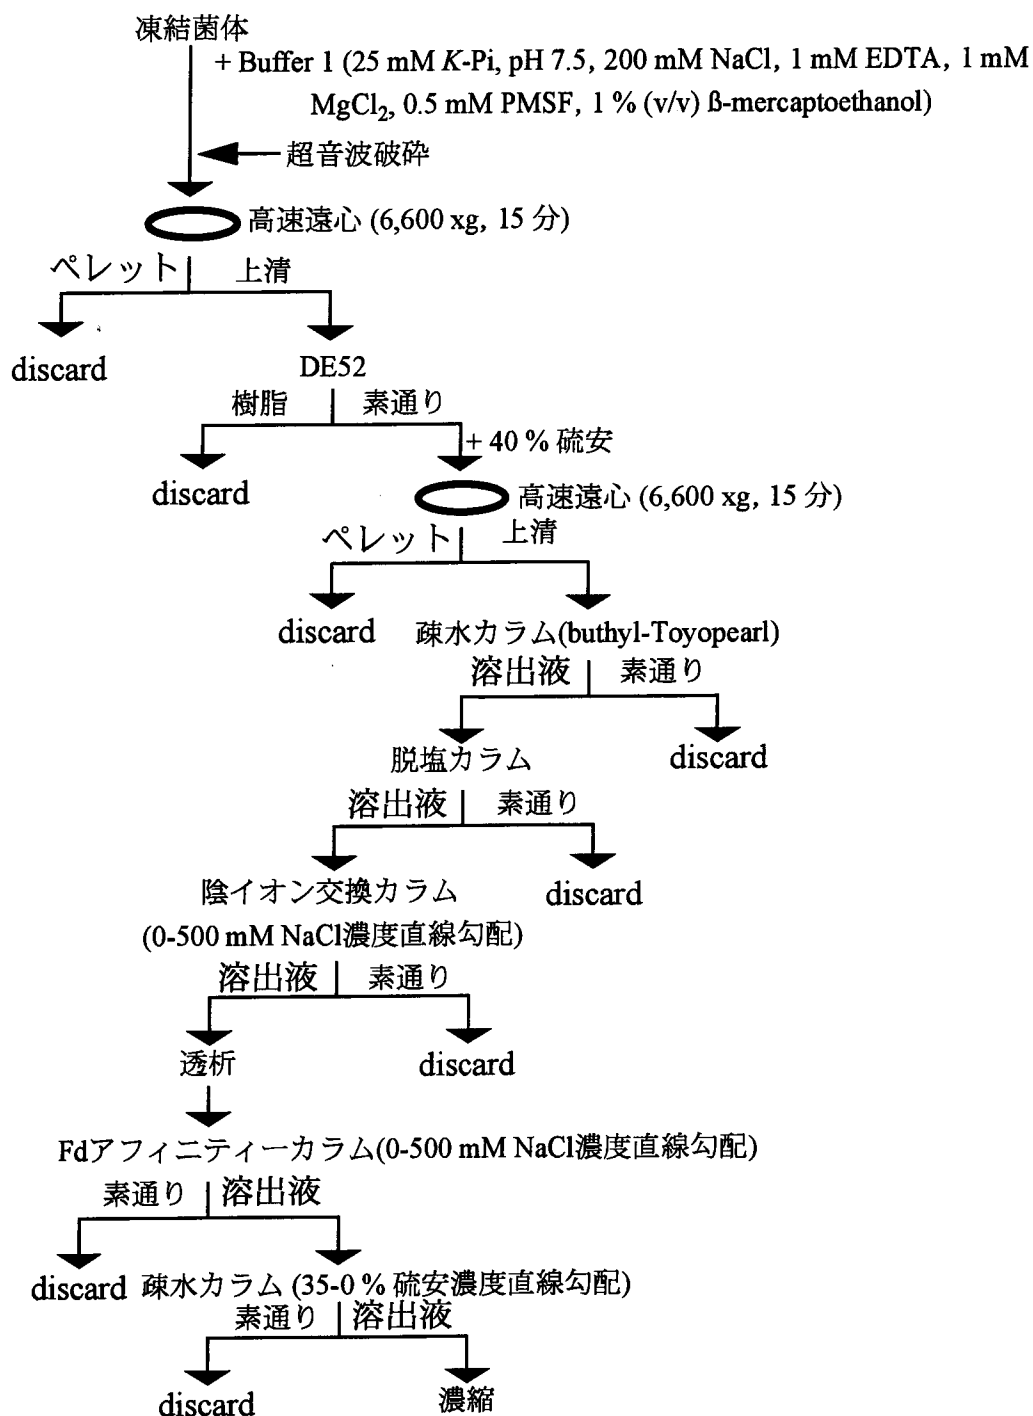 凍結菌体
+ Buffer 1 (25 mM K-Pi, pH 7.5, 200 mM NaCl, 1 mM EDTA, 1 mM
MgCl₂, 0.5 mM PMSF, 1 % (v/v) ß-mercaptoethanol)
超音波破砕
高速遠心 (6,600 xg, 15 分)
ペレット 上清
discard DE52
樹脂 素通り
+ 40 % 硫安
discard 高速遠心 (6,600 xg, 15 分)
ペレット 上清
discard 疎水カラム(buthyl-Toyopearl)
溶出液 素通り
脱塩カラム discard
溶出液 素通り
陰イオン交換カラム discard
(0-500 mM NaCl濃度直線勾配)
溶出液 素通り
透析 discard
Fdアフィニティーカラム(0-500 mM NaCl濃度直線勾配)
素通り 溶出液
discard 疎水カラム (35-0 % 硫安濃度直線勾配)
素通り 溶出液
discard 濃縮